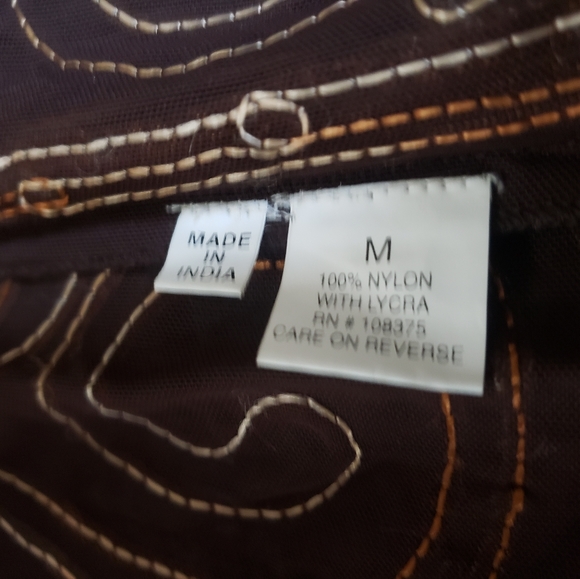 MADE
IN
INDIA
M
100% NYLON
WITH LYCRA
RN # 108375
CARE ON REVERSE